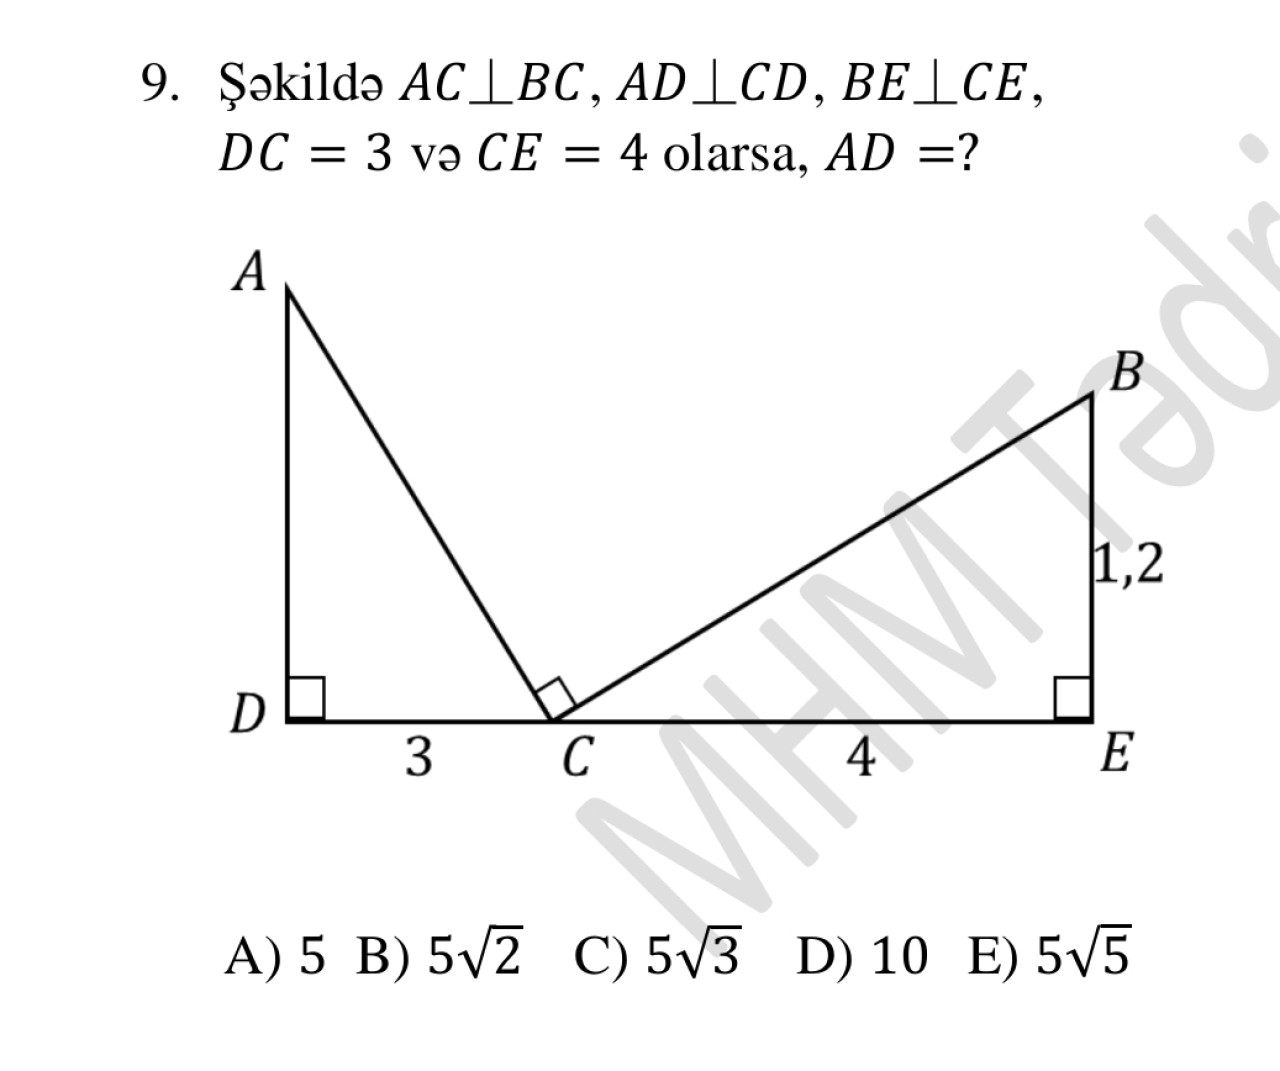 9. Şəkildə AC⊥BC, AD⊥CD, BE⊥CE,
DC = 3 və CE = 4 olarsa, AD =?
A
B
1,2
D
3
C
4
E
MHM Tədri
A) 5 B) 5√2 C) 5√3 D) 10 E) 5√5